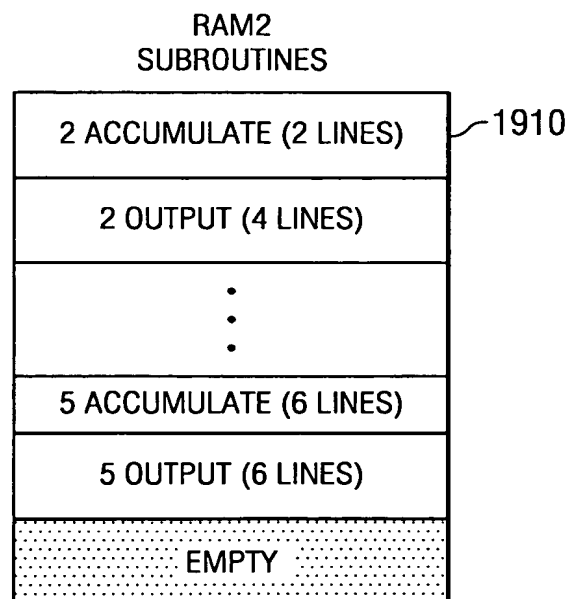 RAM2
SUBROUTINES
2 ACCUMULATE (2 LINES)
1910
2 OUTPUT (4 LINES)
5 ACCUMULATE (6 LINES)
5 OUTPUT (6 LINES)
EMPTY